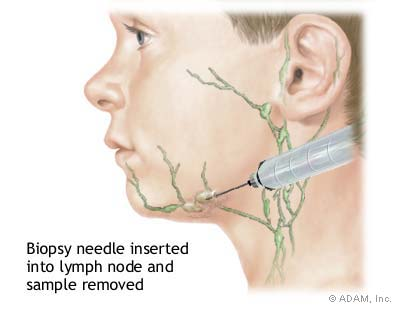 Biopsy needle inserted
into lymph node and
sample removed
© ADAM, Inc.